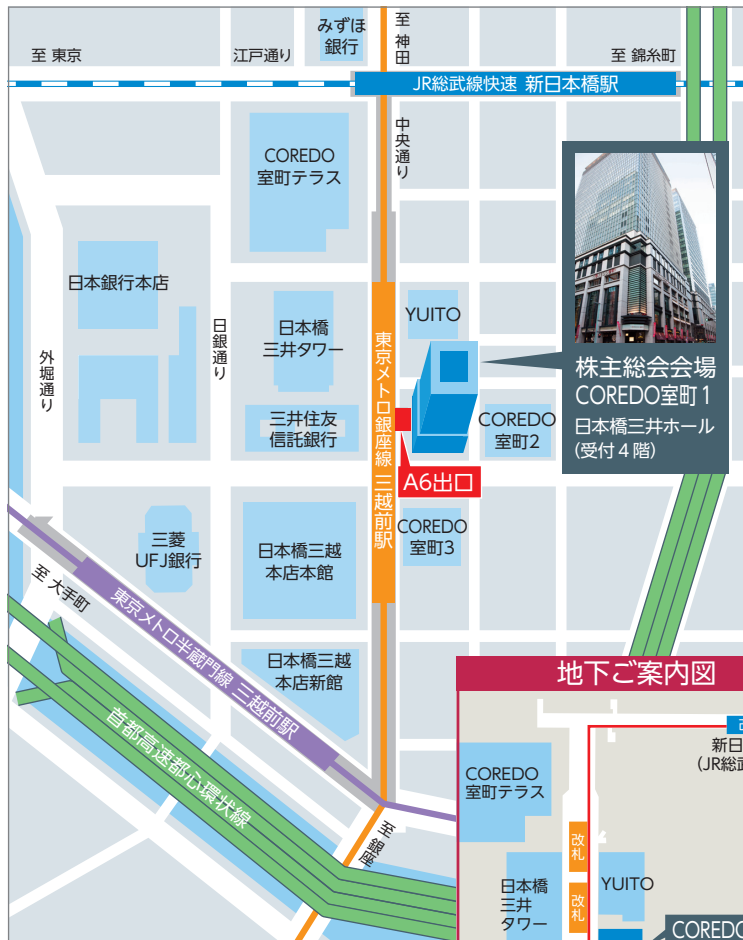 みずほ
銀行
至 神田
至 東京
江戸通り
至 錦糸町
JR総武線快速 新日本橋駅
中央通り
COREDO
室町テラス
日本銀行本店
日銀通り
外堀通り
日本橋
三井タワー
YUITO
東京メトロ銀座線 三越前駅
株主総会会場
COREDO室町1
日本橋三井ホール
(受付4階)
三井住友
信託銀行
COREDO
室町2
A6出口
COREDO
室町3
三菱
UFJ銀行
日本橋三越
本店本館
至 大手町
東京メトロ半蔵門線 三越前駅
日本橋三越
本店新館
首都高速都心環状線
至 銀座
地下ご案内図
新日
(JR総武
COREDO
室町テラス
改札
日本橋
三井
タワー
改札
YUITO
COREDO